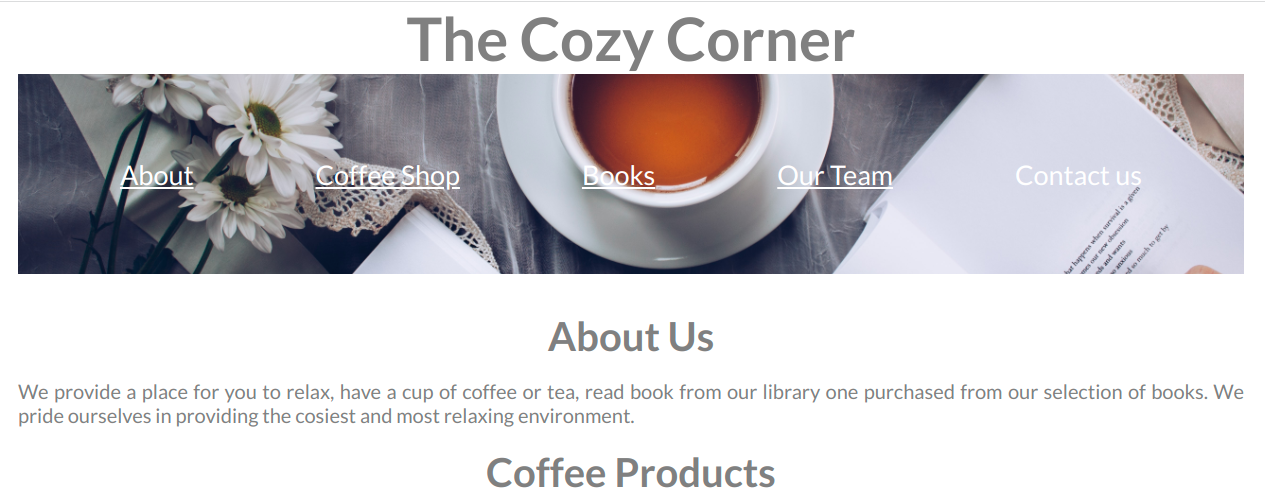 The Cozy Corner
About Coffee Shop Books Our Team Contact us
About Us
We provide a place for you to relax, have a cup of coffee or tea, read book from our library one purchased from our selection of books. We
pride ourselves in providing the cosiest and most relaxing environment.
Coffee Products